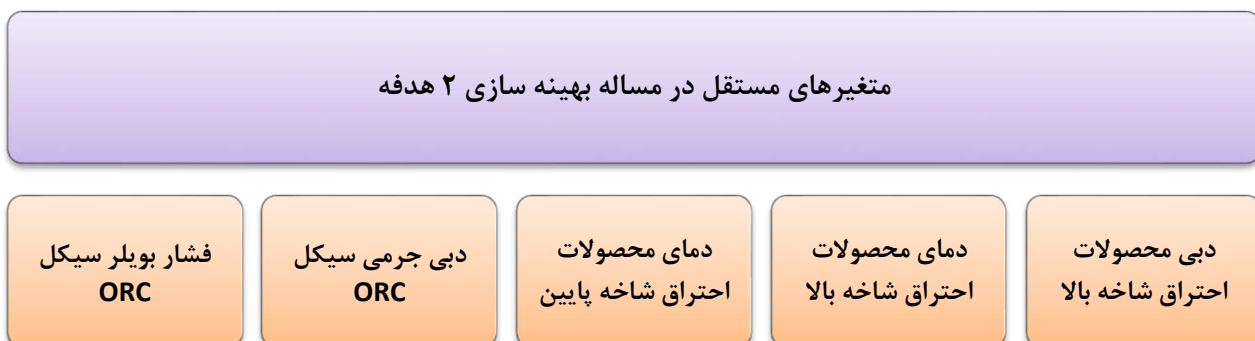 متغیرهای مستقل در مساله بهینه سازی ۲ هدفه
دبی محصولات
احتراق شاخه بالا
دمای محصولات
احتراق شاخه بالا
دمای محصولات
احتراق شاخه پایین
دبی جرمی سیکل
ORC
فشار بویلر سیکل
ORC